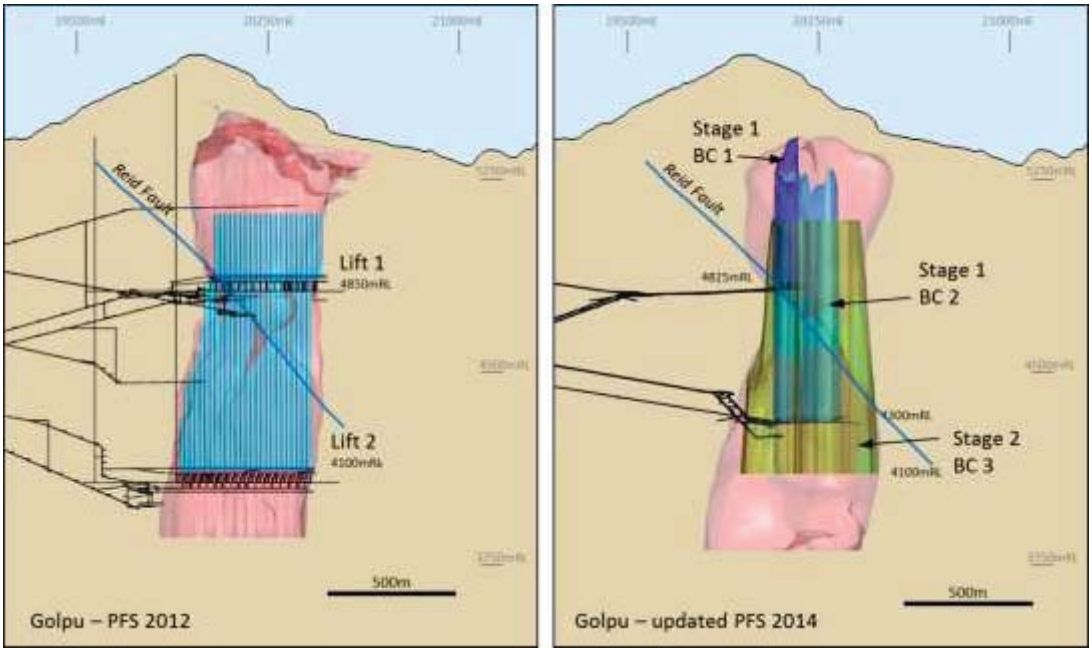 19500mE
20250mE
21000mE
Reid Fault
5250mRL
Lift 1
4850mRL
4500mRL
Lift 2
4100mRL
3750mRL
500m
Golpu – PFS 2012
19500mE
20250mE
21000mE
Stage 1
BC 1
5250mRL
Reid Fault
4825mRL
Stage 1
BC 2
4500mRL
4300mRL
Stage 2
BC 3
4100mRL
3750mRL
500m
Golpu – updated PFS 2014